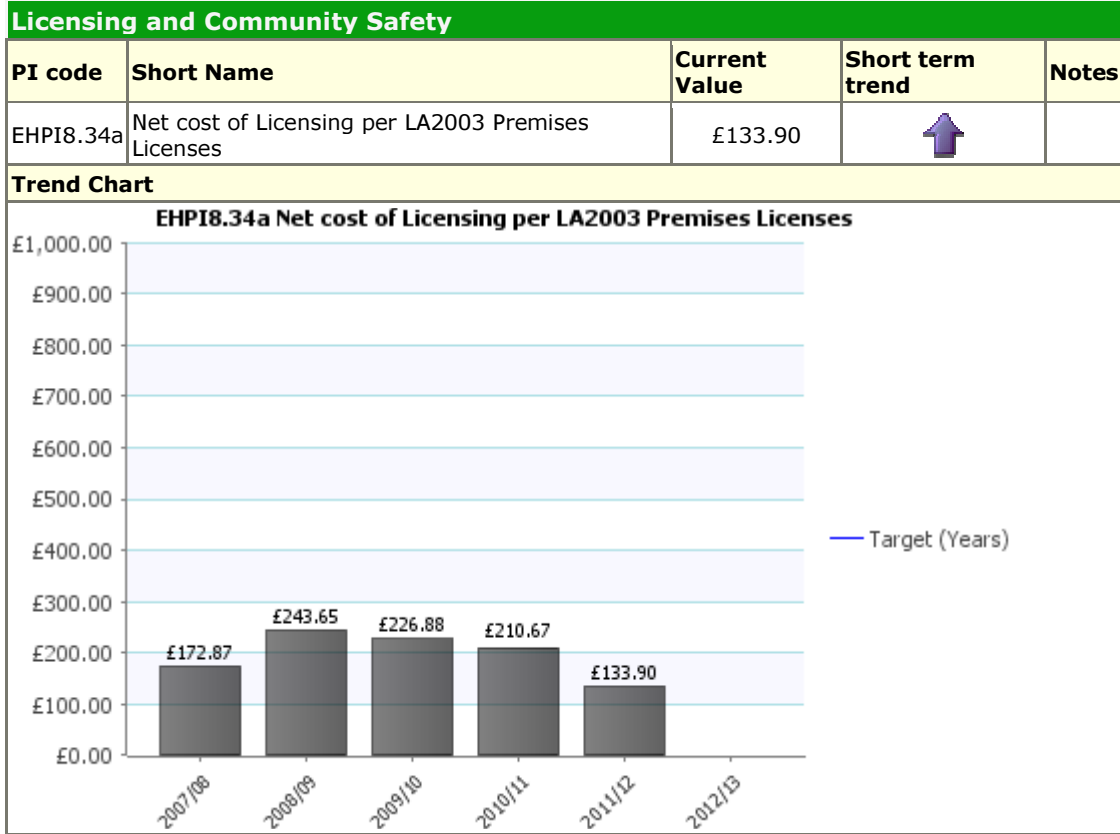 Licensing and Community Safety
PI code Short Name Current Value Short term trend Notes
EHPI8.34a Net cost of Licensing per LA2003 Premises Licenses £133.90
Trend Chart
EHPI8.34a Net cost of Licensing per LA2003 Premises Licenses
£1,000.00
£900.00
£800.00
£700.00
£600.00
£500.00
£400.00
£300.00
£200.00
£100.00
£0.00
£172.87
£243.65
£226.88
£210.67
£133.90
Target (Years)
2007/08 2008/09 2009/10 2010/11 2011/12 2012/13